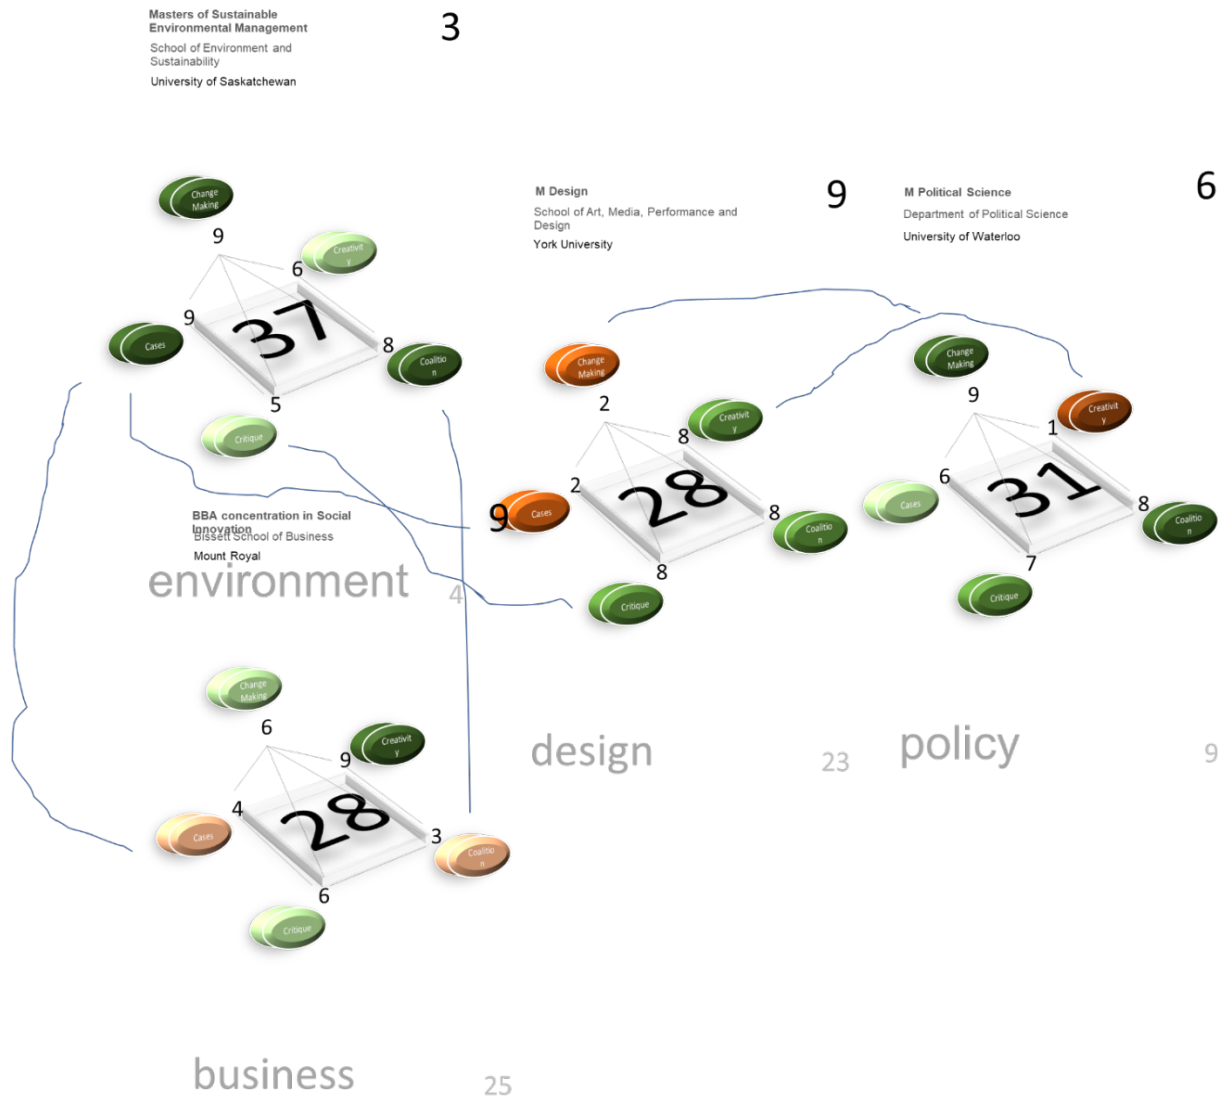 Masters of Sustainable
Environmental Management
3
School of Environment and
Sustainability
University of Saskatchewan
Change
Making
9
Creativit
y
6
9
37
8
Cases
Coalitio
n
5
Critique
BBA concentration in Social
Innovation
Bissett School of Business
Mount Royal
environment
4
Change
Making
6
Creativit
y
9
4
28
3
Cases
Coalitio
n
6
Critique
business
25
M Design
9
School of Art, Media, Performance and
Design
York University
Change
Making
2
Creativit
y
8
2
28
8
9
Cases
Coalitio
n
8
Critique
design
23
M Political Science
6
Department of Political Science
University of Waterloo
Change
Making
9
Creativit
y
1
6
31
8
Cases
Coalitio
n
7
Critique
policy
9